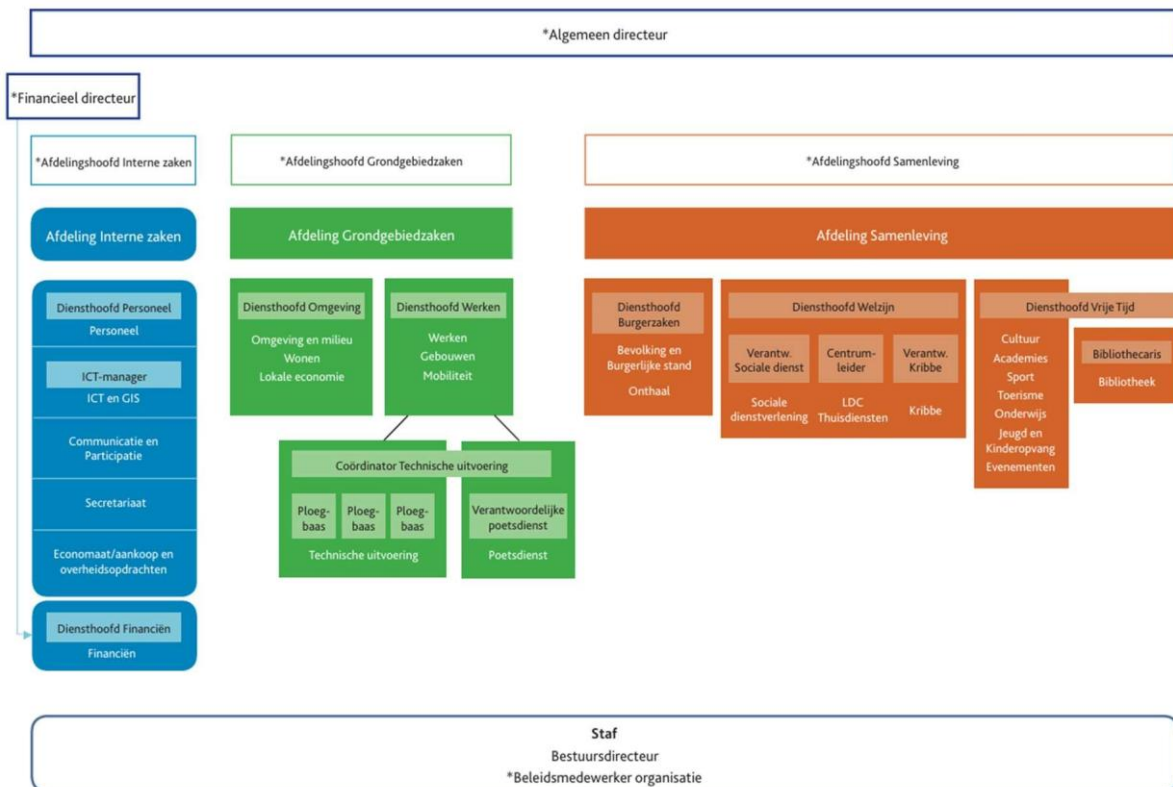 *Algemeen directeur
*Financieel directeur
*Afdelingshoofd Interne zaken
*Afdelingshoofd Grondgebiedzaken
*Afdelingshoofd Samenleving
Afdeling Interne zaken
Afdeling Grondgebiedzaken
Afdeling Samenleving
Diensthoofd Personeel
Personeel
ICT-manager
ICT en GIS
Communicatie en
Participatie
Secretariaat
Economaat/aankoop en
overheidsopdrachten
Diensthoofd Financiën
Financiën
Diensthoofd Omgeving
Omgeving en milieu
Wonen
Lokale economie
Diensthoofd Werken
Werken
Gebouwen
Mobiliteit
Coördinator Technische uitvoering
Ploeg-
baas
Ploeg-
baas
Ploeg-
baas
Technische uitvoering
Verantwoordelijke
poetsdienst
Poetsdienst
Diensthoofd
Burgerzaken
Bevolking en
Burgerlijke stand
Onthaal
Diensthoofd Welzijn
Verantw.
Sociale dienst
Sociale
dienstverlening
Centrum-
leider
LDC
Thuisdiensten
Verantw.
Kribbe
Kribbe
Diensthoofd Vrije Tijd
Cultuur
Academies
Sport
Toerisme
Onderwijs
Jeugd en
Kinderopvang
Evenementen
Bibliothecaris
Bibliotheek
Staf
Bestuursdirecteur
*Beleidsmedewerker organisatie